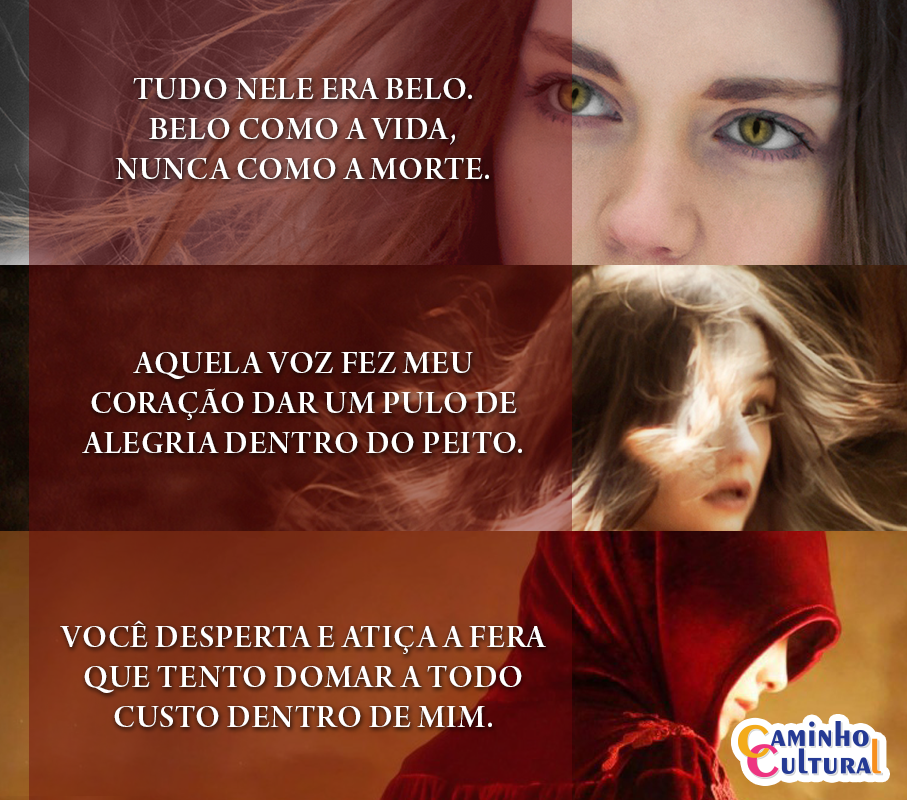 TUDO NELE ERA BELO.
BELO COMO A VIDA,
NUNCA COMO A MORTE.
AQUELA VOZ FEZ MEU
CORAÇÃO DAR UM PULO DE
ALEGRIA DENTRO DO PEITO.
VOCÊ DESPERTA E ATIÇA A FERA
QUE TENTO DOMAR A TODO
CUSTO DENTRO DE MIM.
CAMINHO
CULTURAL